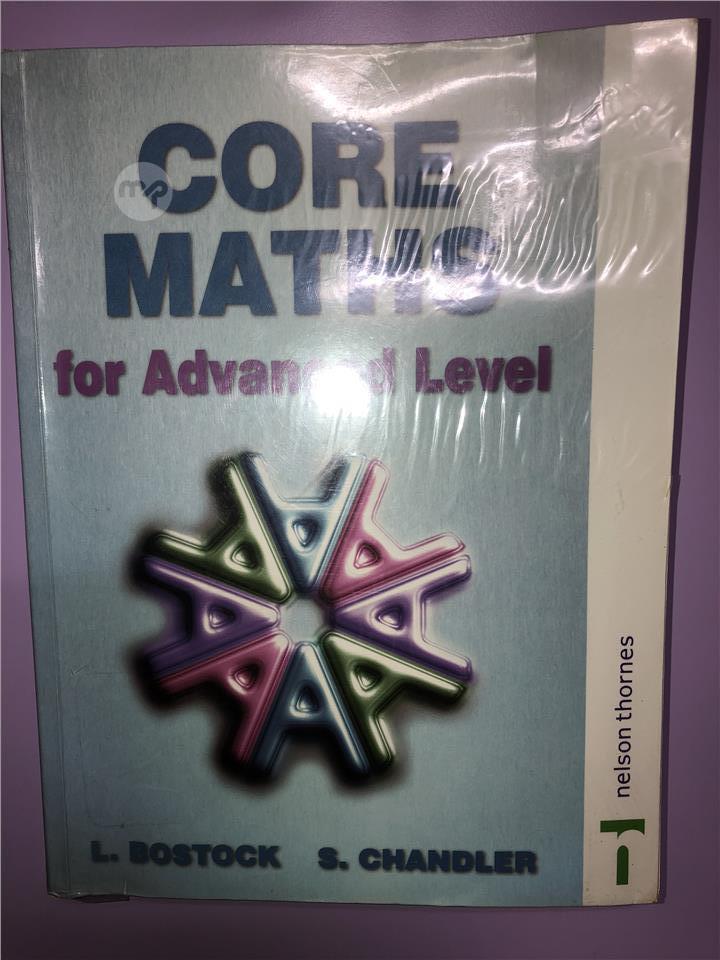 CORE
MATHS
for Advanced Level
L. BOSTOCK S. CHANDLER
nelson thornes